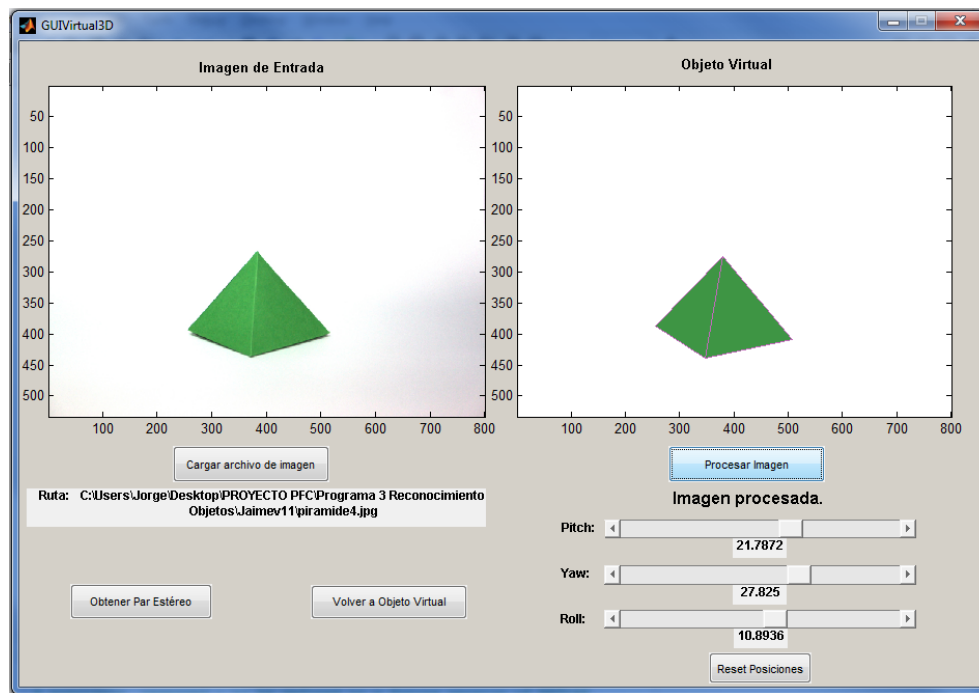 GUIVirtual3D
Imagen de Entrada
Objeto Virtual
50
100
150
200
250
300
350
400
450
500
100 200 300 400 500 600 700 800
50
100
150
200
250
300
350
400
450
500
100 200 300 400 500 600 700 800
Cargar archivo de imagen
Procesar Imagen
Ruta: C:\Users\Jorge\Desktop\PROYECTO PFC\Programa 3 Reconocimiento
Objetos\Jaimev11\piramide4.jpg
Imagen procesada.
Pitch:
21.7872
Yaw:
27.825
Roll:
10.8936
Obtener Par Estéreo
Volver a Objeto Virtual
Reset Posiciones